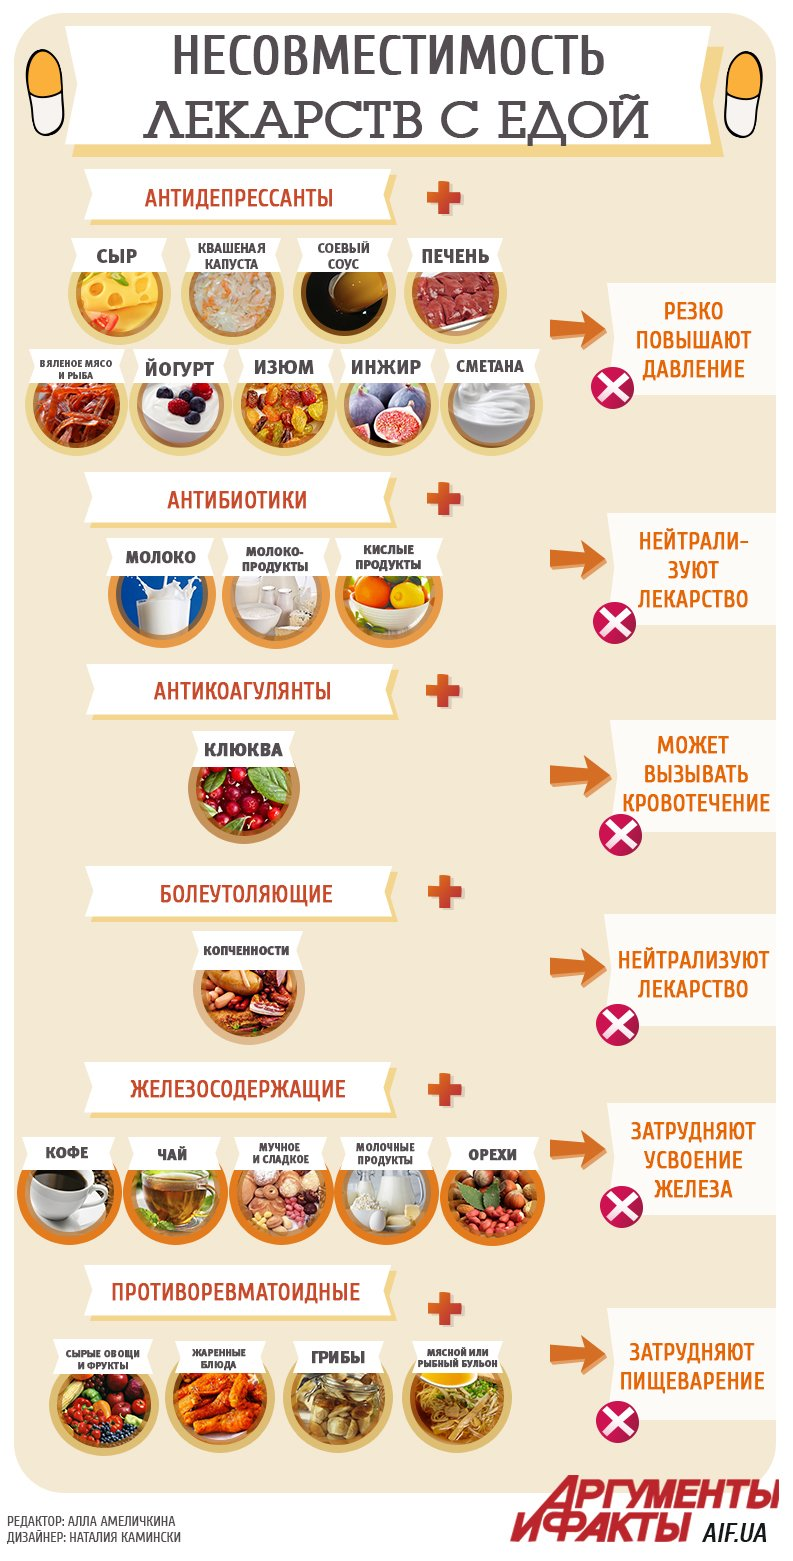 НЕСОВМЕСТИМОСТЬ
ЛЕКАРСТВ С ЕДОЙ
АНТИДЕПРЕССАНТЫ
СЫР
КВАШЕНАЯ
КАПУСТА
СОЕВЫЙ
СОУС
ПЕЧЕНЬ
ВЯЛЕНОЕ МЯСО
И РЫБА
ЙОГУРТ
ИЗЮМ
ИНЖИР
СМЕТАНА
РЕЗКО
ПОВЫШАЮТ
ДАВЛЕНИЕ
АНТИБИОТИКИ
МОЛОКО
МОЛОКО-
ПРОДУКТЫ
КИСЛЫЕ
ПРОДУКТЫ
НЕЙТРАЛИ-
ЗУЮТ
ЛЕКАРСТВО
АНТИКОАГУЛЯНТЫ
КЛЮКВА
МОЖЕТ
ВЫЗЫВАТЬ
КРОВОТЕЧЕНИЕ
БОЛЕУТОЛЯЮЩИЕ
КОПЧЕННОСТИ
НЕЙТРАЛИЗУЮТ
ЛЕКАРСТВО
ЖЕЛЕЗОСОДЕРЖАЩИЕ
КОФЕ
ЧАЙ
МУЧНОЕ
И СЛАДКОЕ
МОЛОЧНЫЕ
ПРОДУКТЫ
ОРЕХИ
ЗАТРУДНЯЮТ
УСВОЕНИЕ
ЖЕЛЕЗА
ПРОТИВОРЕВМАТОИДНЫЕ
СЫРЫЕ ОВОЩИ
И ФРУКТЫ
ЖАРЕННЫЕ
БЛЮДА
ГРИБЫ
МЯСНОЙ ИЛИ
РЫБНЫЙ БУЛЬОН
ЗАТРУДНЯЮТ
ПИЩЕВАРЕНИЕ
РЕДАКТОР: АЛЛА АМЕЛИЧКИНА
ДИЗАЙНЕР: НАТАЛИЯ КАМИНСКИ
АРГУМЕНТЫ
И ФАКТЫ AIF.UA